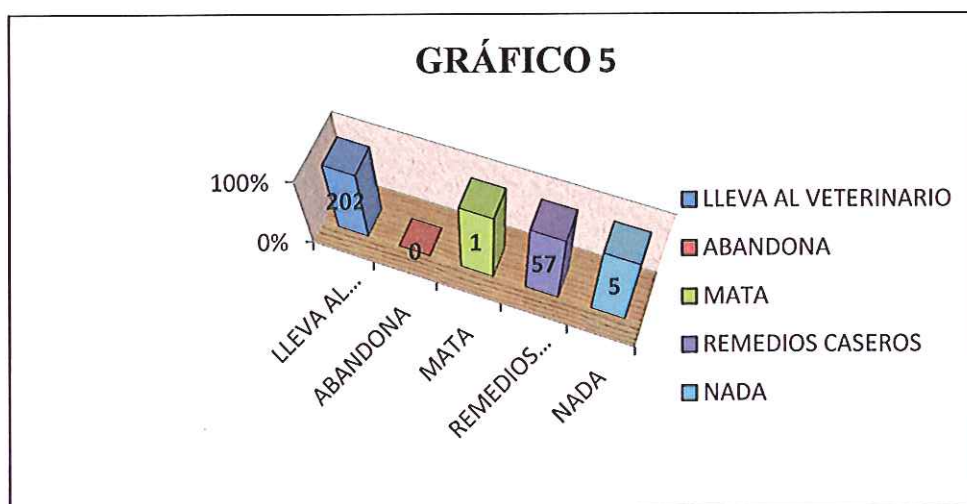 GRÁFICO 5
100%
0%
202
0
1
57
5
LLEVA AL...
ABANDONA
MATA
REMEDIOS...
NADA
LLEVA AL VETERINARIO
ABANDONA
MATA
REMEDIOS CASEROS
NADA